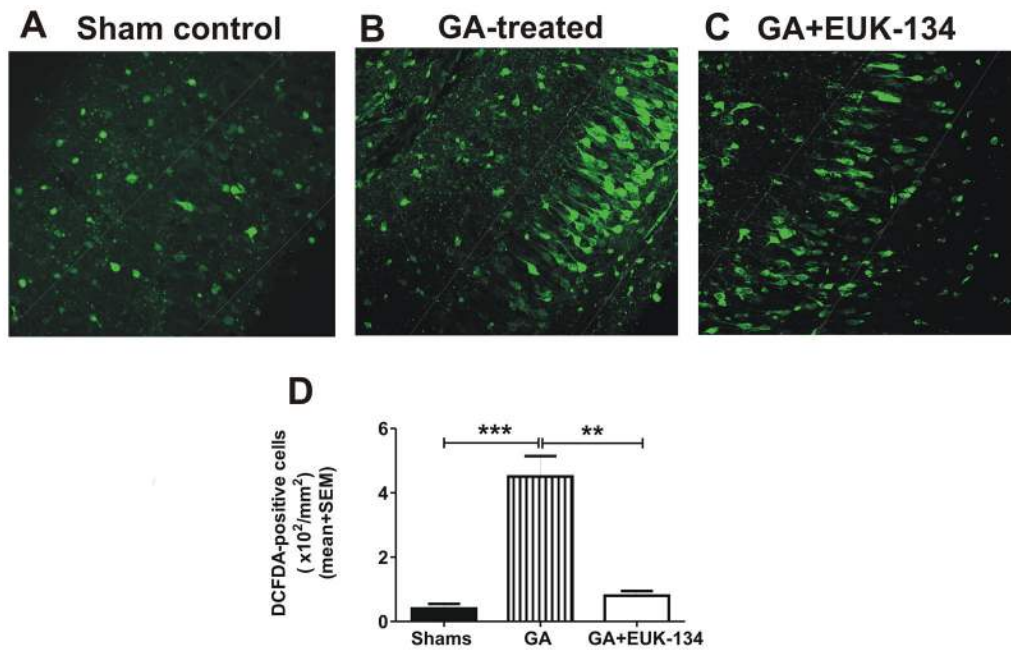 A Sham control
B GA-treated
C GA+EUK-134
D
DCFDA-positive cells
( x10²/mm²)
(mean+SEM)
6
4
2
0
***
**
Shams
GA
GA+EUK-134